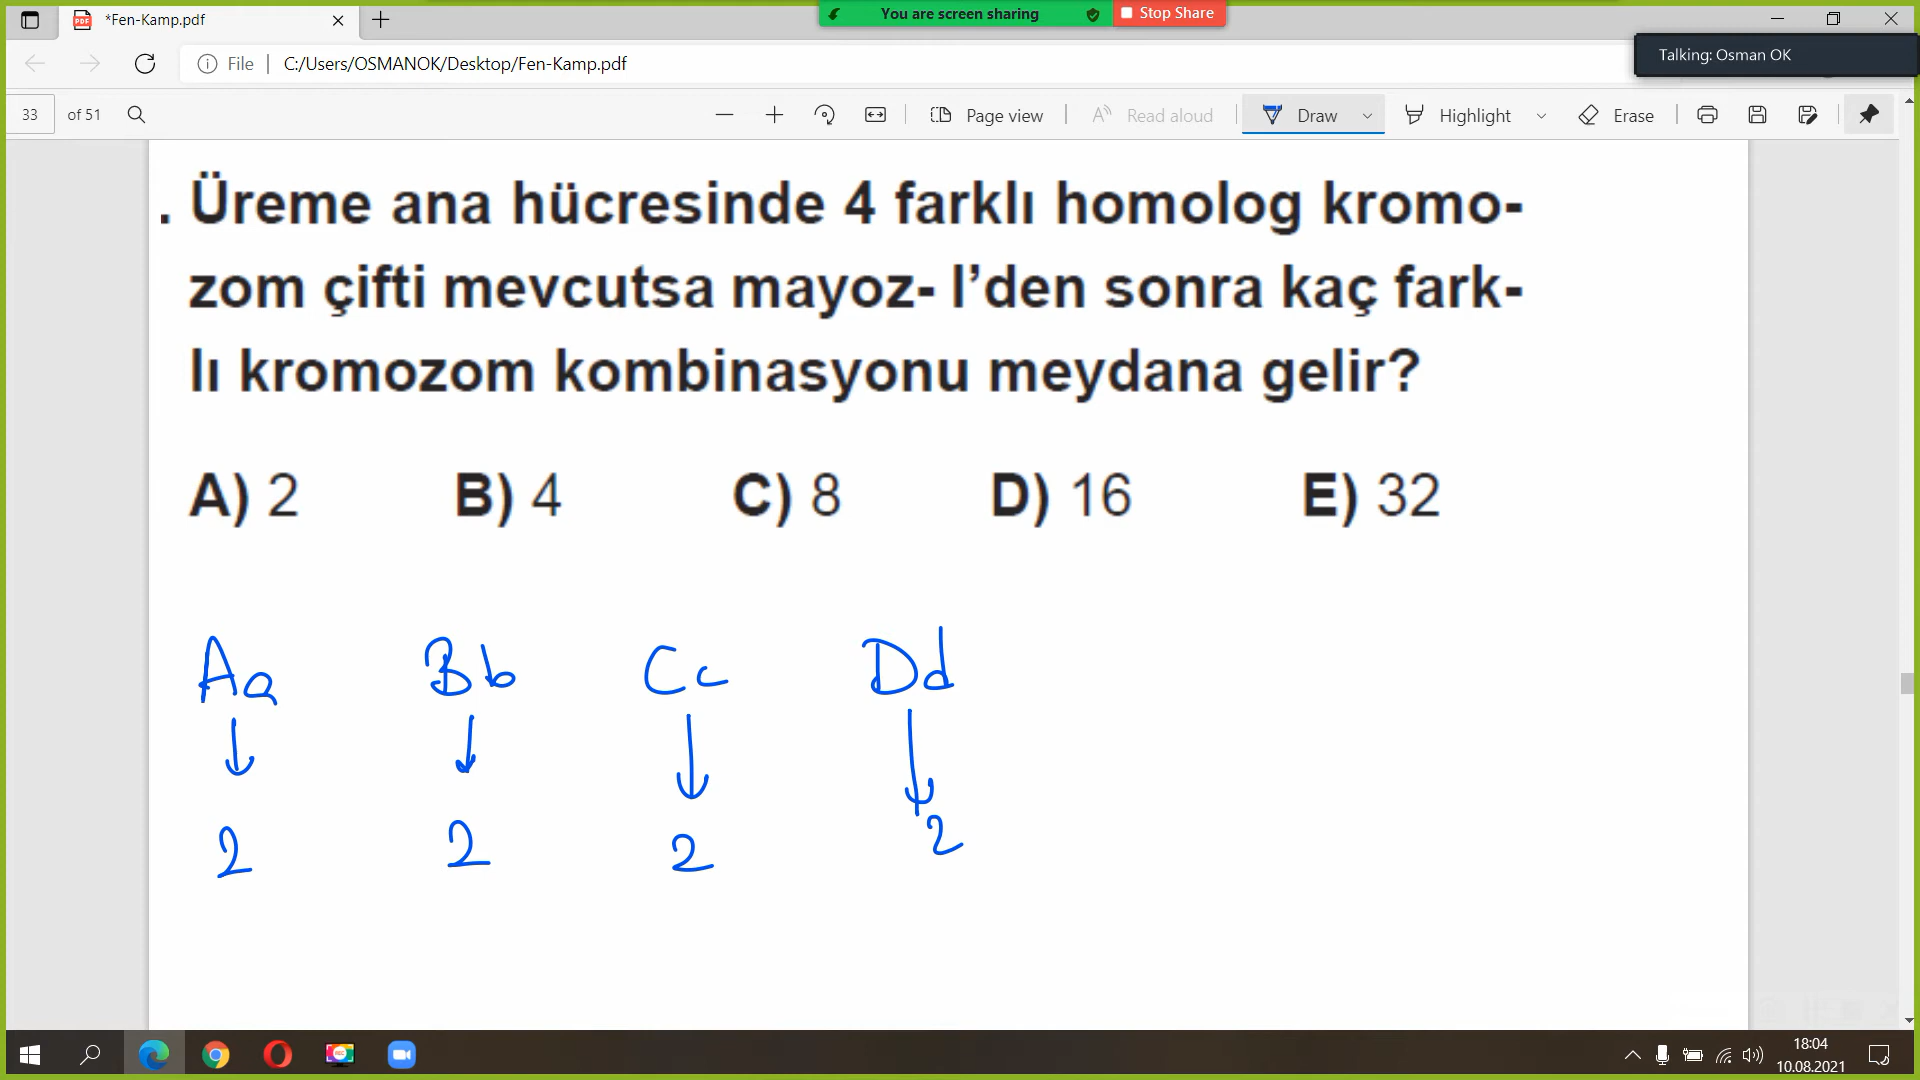 *Fen-Kamp.pdf
You are screen sharing
Stop Share
File
C:/Users/OSMANOK/Desktop/Fen-Kamp.pdf
Talking: Osman OK
33 of 51
Page view
Read aloud
Draw
Highlight
Erase
. Üreme ana hücresinde 4 farklı homolog kromo-
zom çifti mevcutsa mayoz- I’den sonra kaç fark-
lı kromozom kombinasyonu meydana gelir?
A) 2 B) 4 C) 8 D) 16 E) 32
Aa Bb Cc Dd
2 2 2 2
18:04
10.08.2021